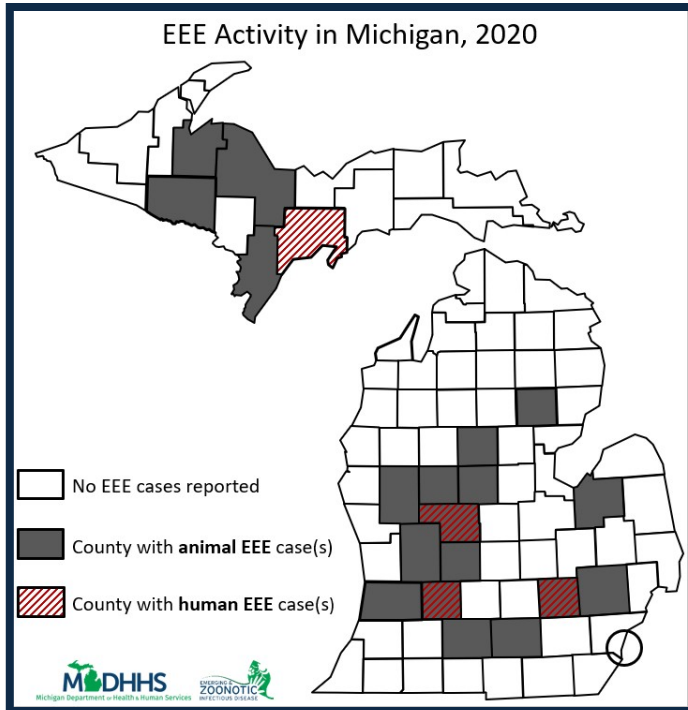 EEE Activity in Michigan, 2020
No EEE cases reported
County with animal EEE case(s)
County with human EEE case(s)
MDHHS
Michigan Department of Health & Human Services
EMERGING &
ZOONOTIC
INFECTIOUS DISEASE